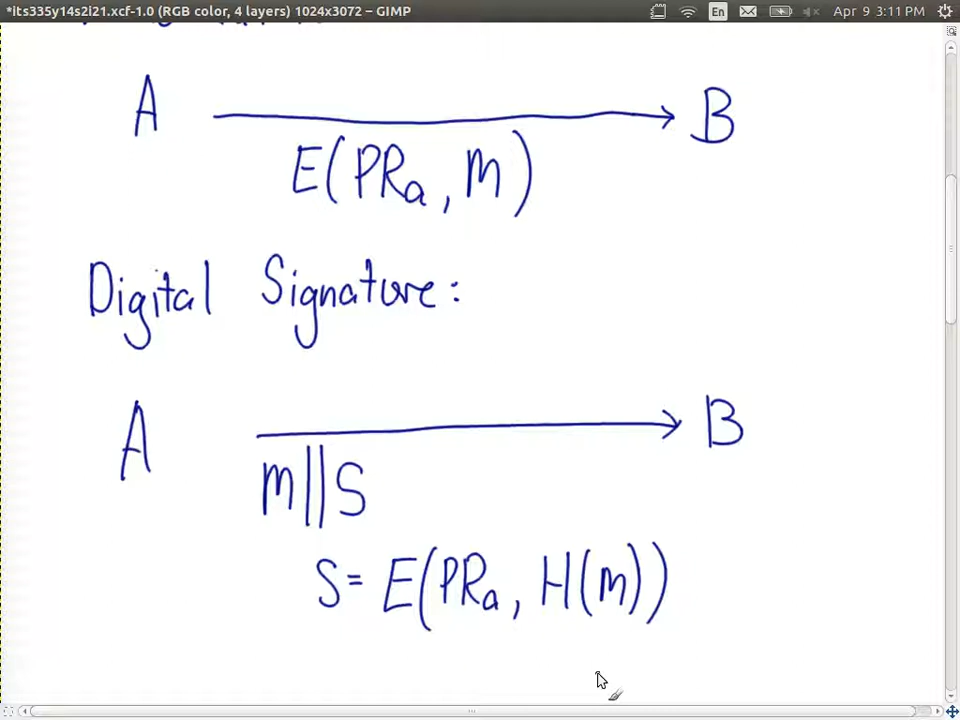 *its335y14s2l21.xcf-1.0 (RGB color, 4 layers) 1024x3072 – GIMP
En
Apr 9 3:11 PM
A B
E(PRa, M)
Digital Signature:
A B
M||S
S = E(PRa, H(M))